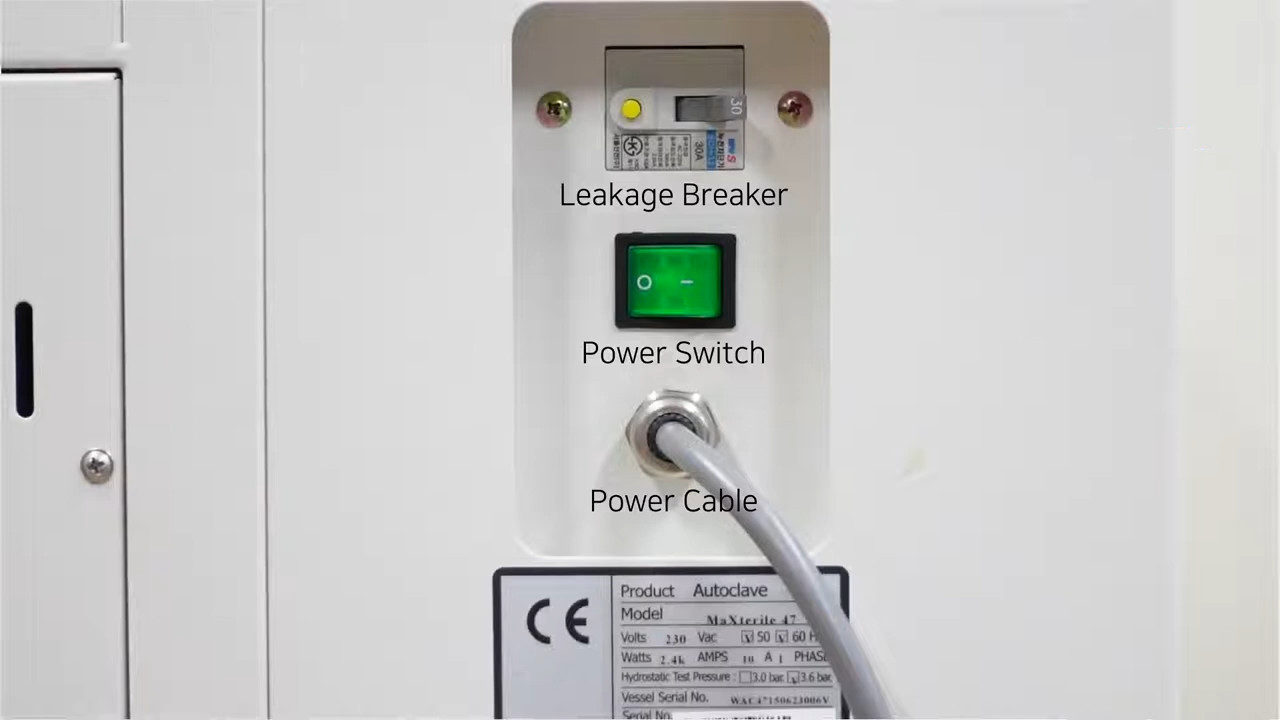 30
30A
Leakage Breaker
O
Power Switch
Power Cable
CE
Product Autoclave
Model MaXterile 47
Volts 230 Vac 50 60
Watts 2.4k AMPS 10 A 1 PHASE
Hydrostatic Test Pressure : 3.0 bar. 3.6 bar.
Vessel Serial No. WAC47150623006V
Serial No.